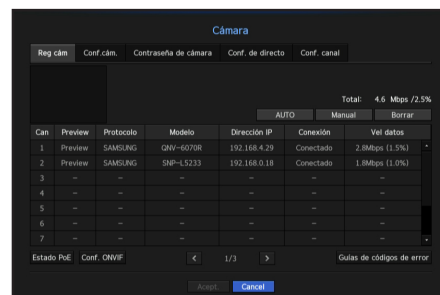 Cámara
Reg cám Conf.cám. Contraseña de cámara Conf. de directo Conf. canal
Total: 4.6 Mbps /2.5%
AUTO Manual Borrar
Can Preview Protocolo Modelo Dirección IP Conexión Vel datos
1 Preview SAMSUNG QNV-6070R 192.168.4.29 Conectado 2.8Mbps (1.5%)
2 Preview SAMSUNG SNP-L5233 192.168.0.18 Conectado 1.8Mbps (1.0%)
3 – – – – – –
4 – – – – – –
5 – – – – – –
6 – – – – – –
7 – – – – – –
Estado PoE Conf. ONVIF < 1/3 > Guías de códigos de error
Acept. Cancel